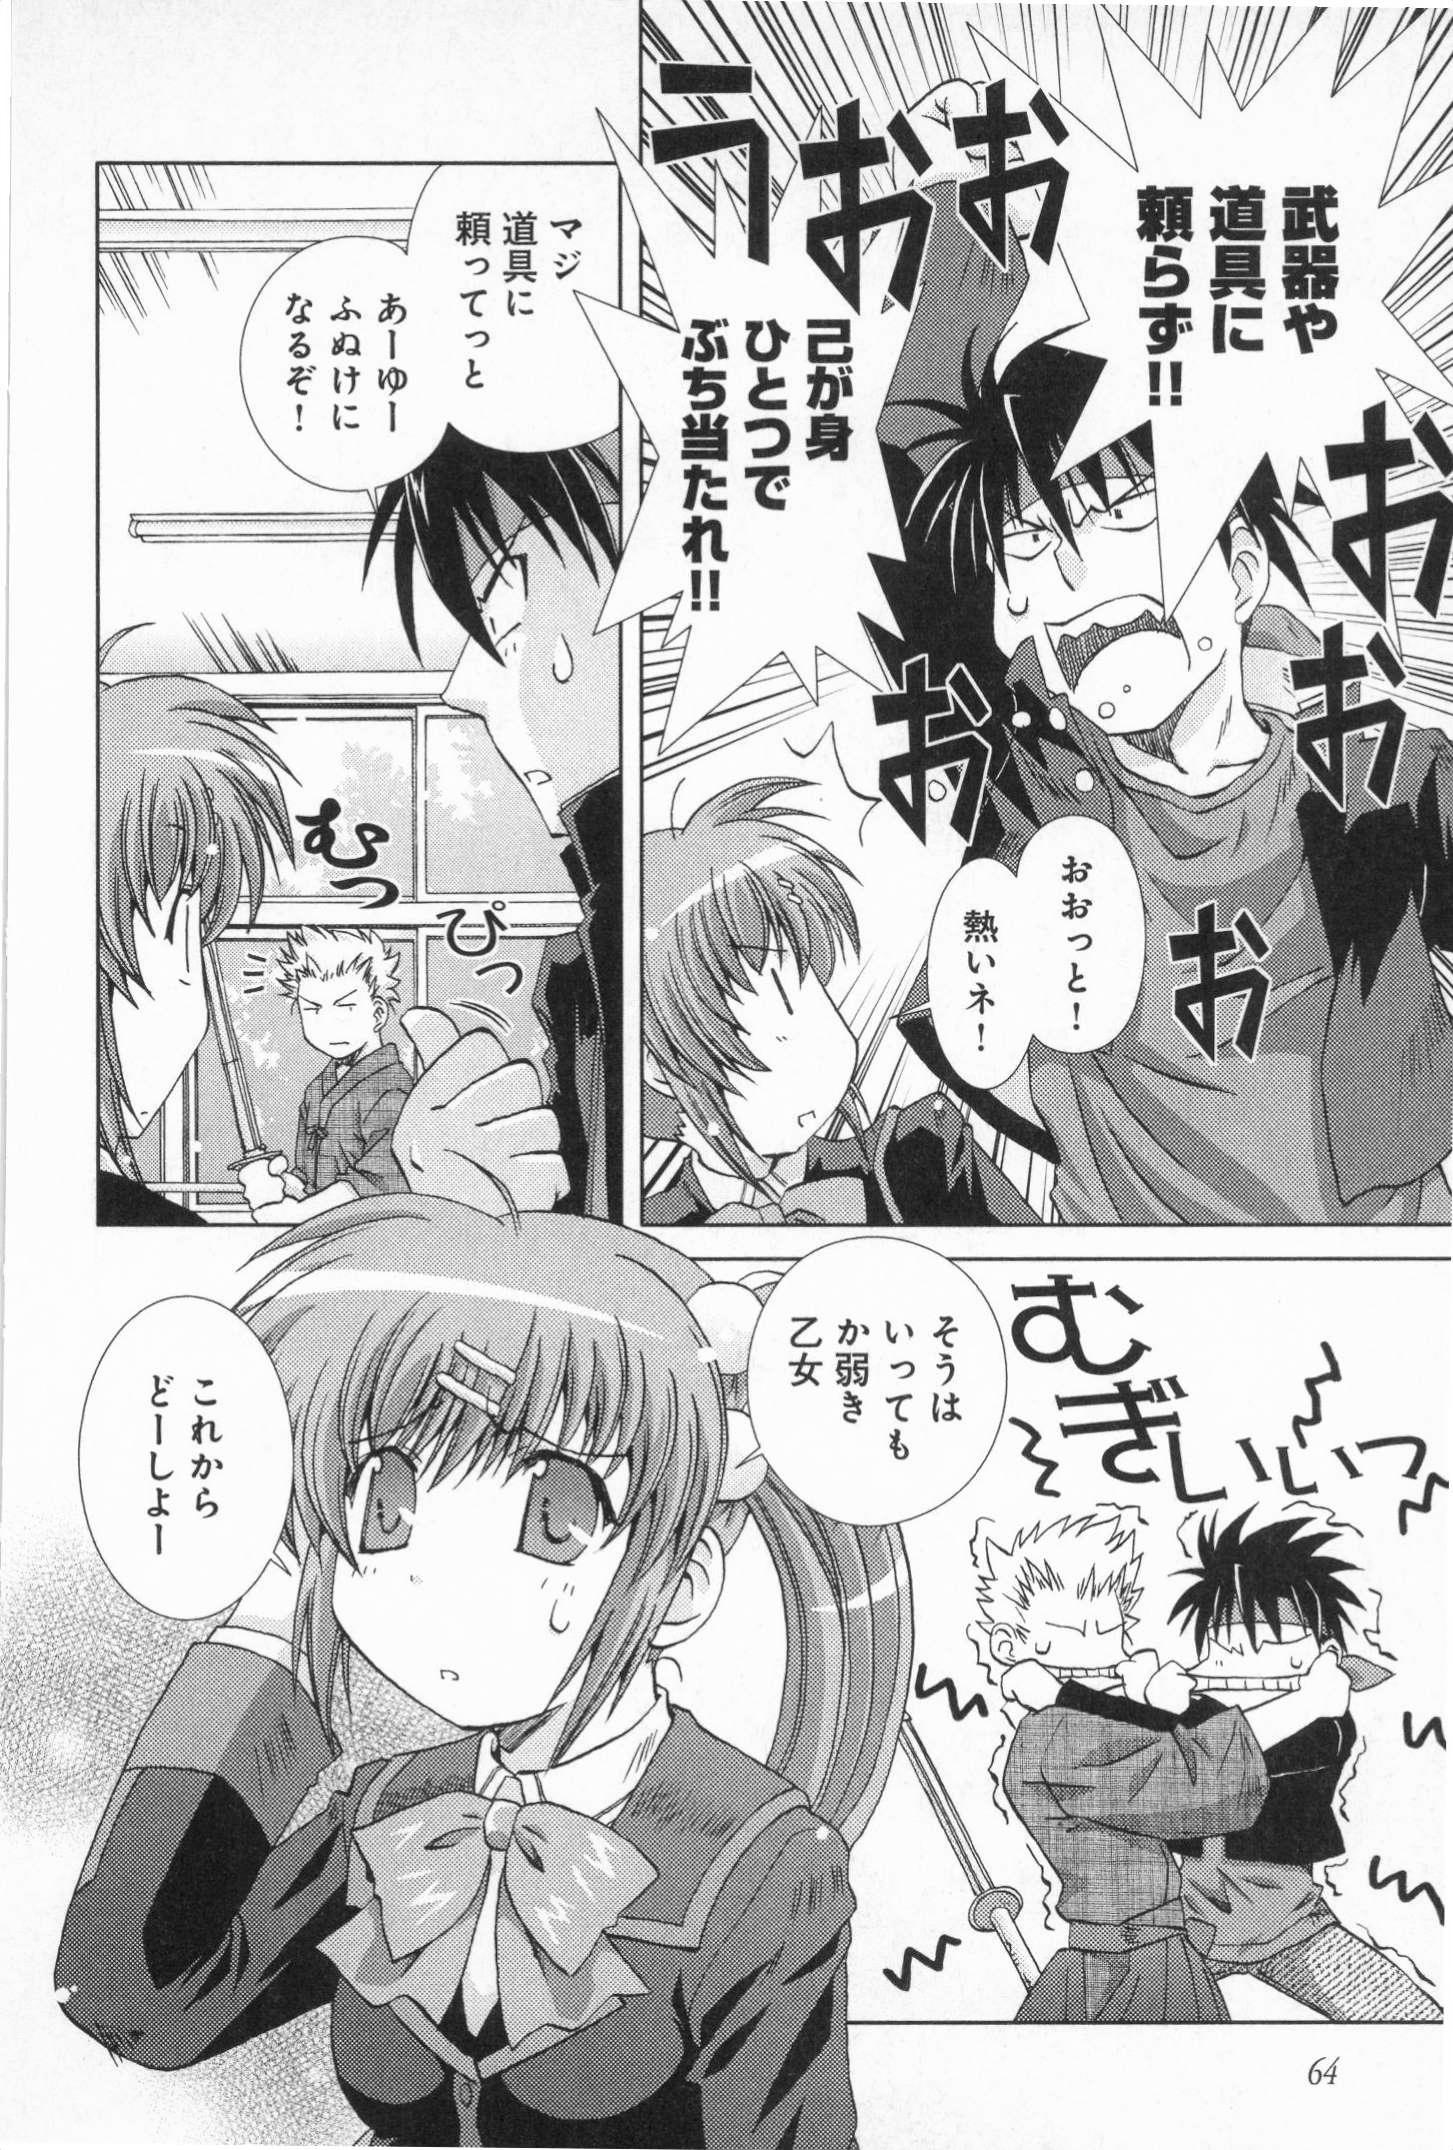 武器や
道具に
頼らず!!
己が身
ひとつで
ぶち当たれ!!
うおおおおおお
おおっと!
熱いネ!
マジ
道具に
頼ってっと
あーゆー
ふぬけに
なるぞ!
むっ
ぴっ
むぎいいっ
そうは
いっても
か弱き
乙女
これから
どーしよー
64